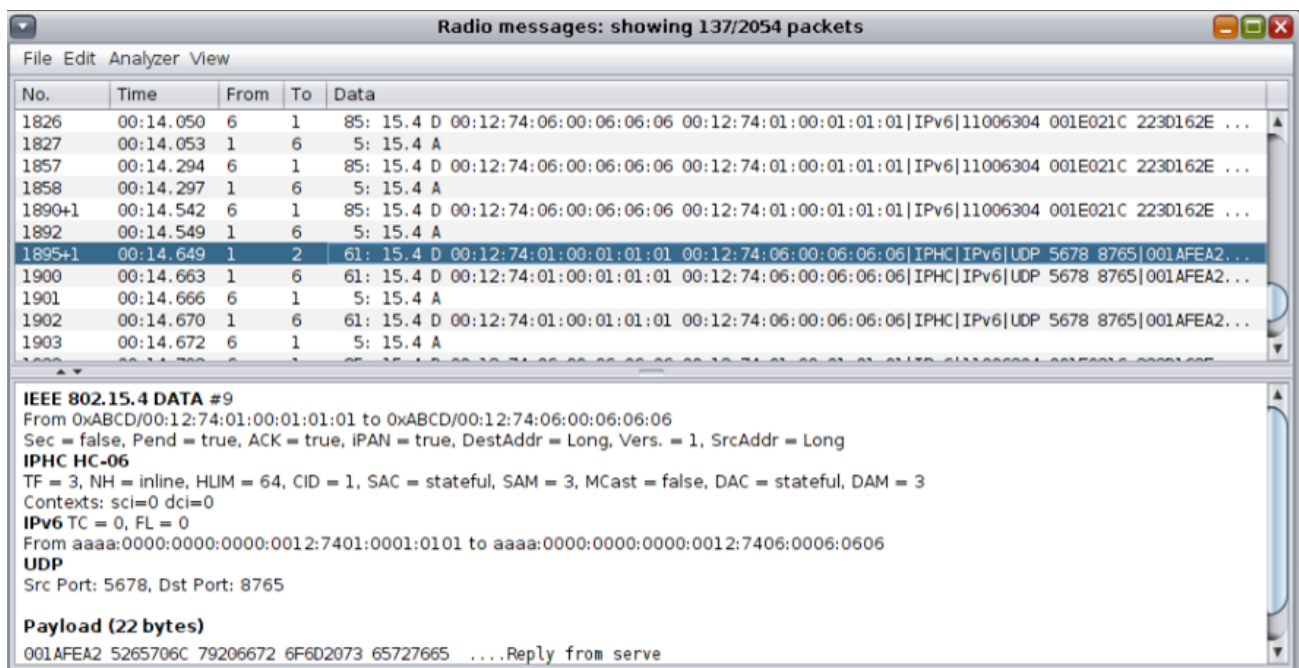 Radio messages: showing 137/2054 packets
File Edit Analyzer View
No. Time From To Data
1826 00:14.050 6 1 85: 15.4 D 00:12:74:06:00:06:06:06 00:12:74:01:00:01:01:01|IPv6|11006304 001E021C 223D162E ...
1827 00:14.053 1 6 5: 15.4 A
1857 00:14.294 6 1 85: 15.4 D 00:12:74:06:00:06:06:06 00:12:74:01:00:01:01:01|IPv6|11006304 001E021C 223D162E ...
1858 00:14.297 1 6 5: 15.4 A
1890+1 00:14.542 6 1 85: 15.4 D 00:12:74:06:00:06:06:06 00:12:74:01:00:01:01:01|IPv6|11006304 001E021C 223D162E ...
1892 00:14.549 1 6 5: 15.4 A
1895+1 00:14.649 1 2 61: 15.4 D 00:12:74:01:00:01:01:01 00:12:74:06:00:06:06:06|IPHC|IPv6|UDP 5678 8765|001AFEA2...
1900 00:14.663 1 6 61: 15.4 D 00:12:74:01:00:01:01:01 00:12:74:06:00:06:06:06|IPHC|IPv6|UDP 5678 8765|001AFEA2...
1901 00:14.666 6 1 5: 15.4 A
1902 00:14.670 1 6 61: 15.4 D 00:12:74:01:00:01:01:01 00:12:74:06:00:06:06:06|IPHC|IPv6|UDP 5678 8765|001AFEA2...
1903 00:14.672 6 1 5: 15.4 A
IEEE 802.15.4 DATA #9
From 0xABCD/00:12:74:01:00:01:01:01 to 0xABCD/00:12:74:06:00:06:06:06
Sec = false, Pend = true, ACK = true, iPAN = true, DestAddr = Long, Vers. = 1, SrcAddr = Long
IPHC HC-06
TF = 3, NH = inline, HLIM = 64, CID = 1, SAC = stateful, SAM = 3, MCast = false, DAC = stateful, DAM = 3
Contexts: sci=0 dci=0
IPv6 TC = 0, FL = 0
From aaaa:0000:0000:0000:0012:7401:0001:0101 to aaaa:0000:0000:0000:0012:7406:0006:0606
UDP
Src Port: 5678, Dst Port: 8765
Payload (22 bytes)
001AFEA2 5265706C 79206672 6F6D2073 65727665 ....Reply from serve